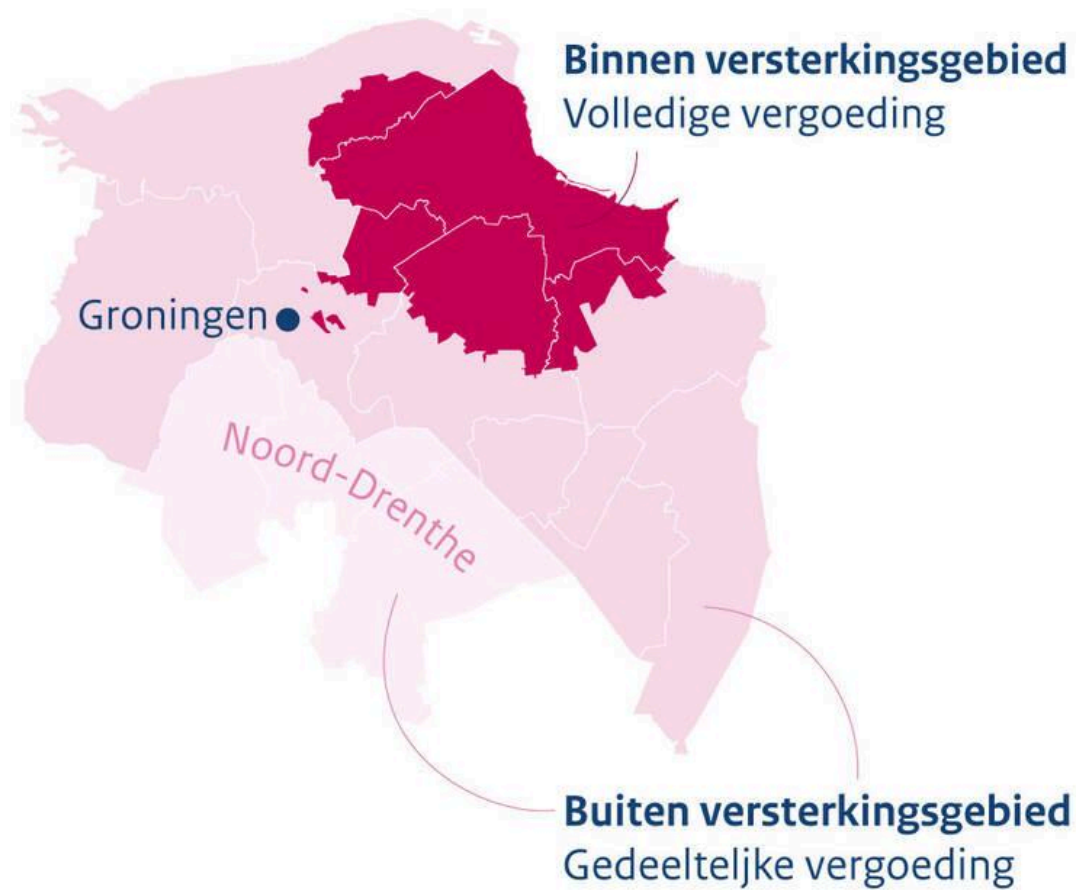 Binnen versterkingsgebied
Volledige vergoeding
Groningen
Noord-Drenthe
Buiten versterkingsgebied
Gedeelteljke vergoeding